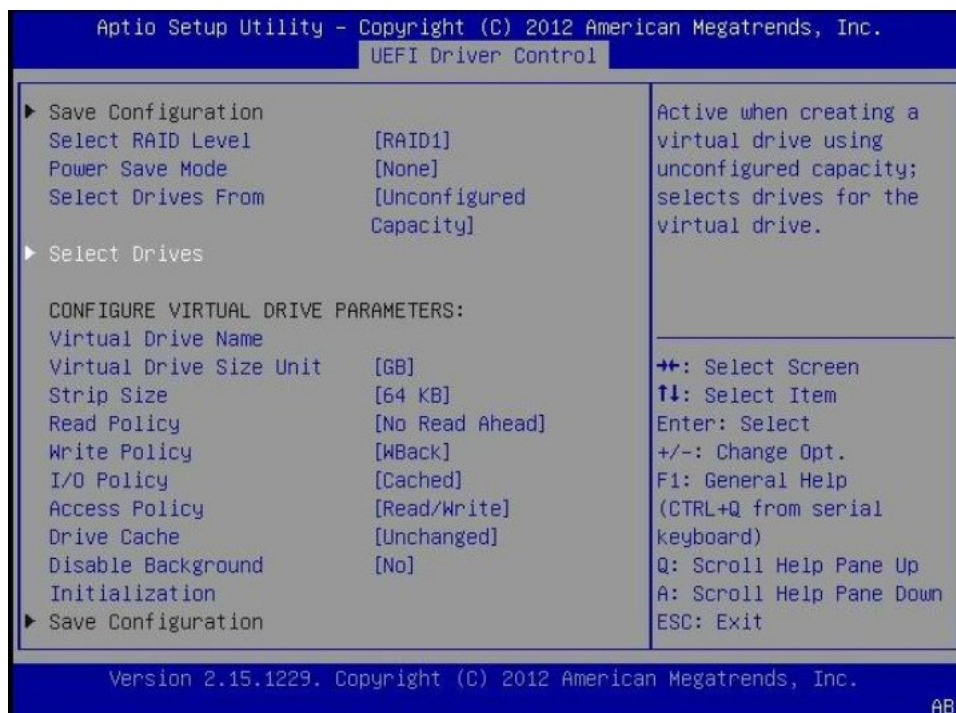 Aptio Setup Utility – Copyright (C) 2012 American Megatrends, Inc.
UEFI Driver Control
▶ Save Configuration
Select RAID Level [RAID1]
Power Save Mode [None]
Select Drives From [Unconfigured
Capacity]
▶ Select Drives
CONFIGURE VIRTUAL DRIVE PARAMETERS:
Virtual Drive Name
Virtual Drive Size Unit [GB]
Strip Size [64 KB]
Read Policy [No Read Ahead]
Write Policy [WBack]
I/O Policy [Cached]
Access Policy [Read/Write]
Drive Cache [Unchanged]
Disable Background [No]
Initialization
▶ Save Configuration
Active when creating a
virtual drive using
unconfigured capacity;
selects drives for the
virtual drive.
→←: Select Screen
↑↓: Select Item
Enter: Select
+/-: Change Opt.
F1: General Help
(CTRL+Q from serial
keyboard)
Q: Scroll Help Pane Up
A: Scroll Help Pane Down
ESC: Exit
Version 2.15.1229. Copyright (C) 2012 American Megatrends, Inc.
AB